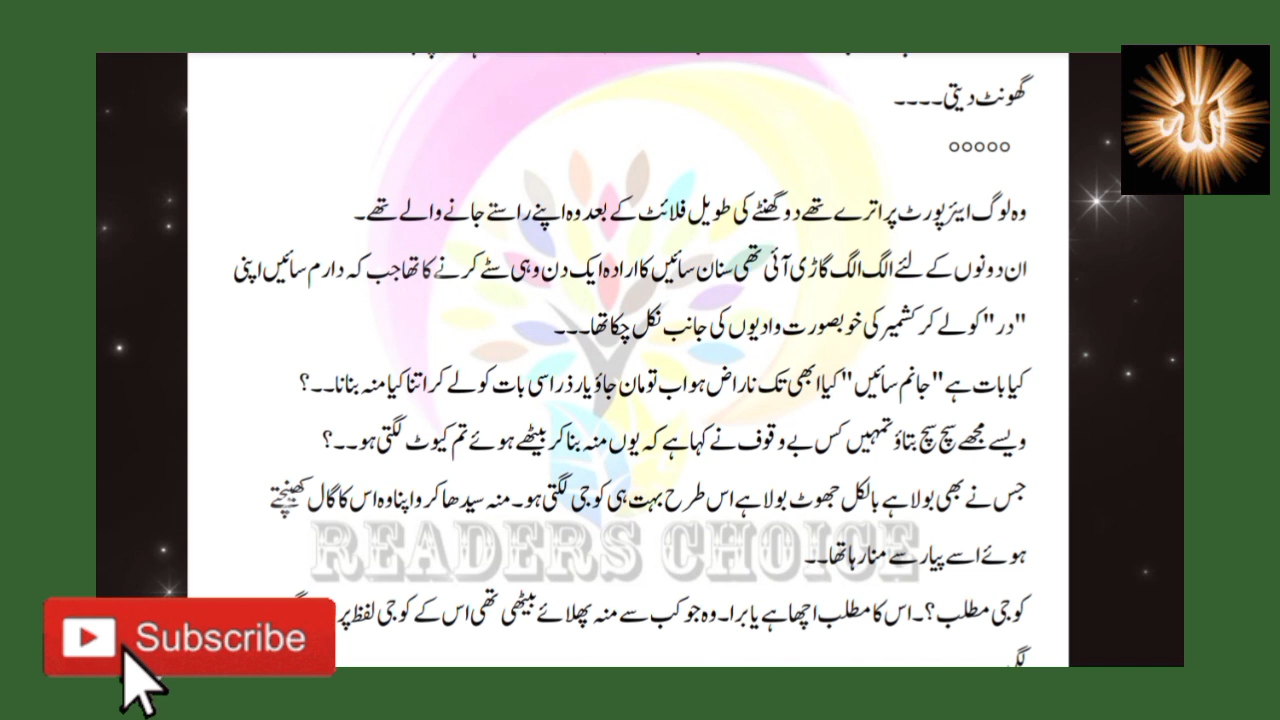 گھونٹ دیتی۔۔۔۔
○○○○○
وہ لوگ ایئرپورٹ پر اترے تھے دو گھنٹے کی طویل فلائٹ کے بعد وہ اپنے راستے جانے والے تھے۔
ان دونوں کے لئے الگ الگ گاڑی آئی تھی سنان سائیں کا ارادہ ایک دن وہی سٹے کرنے کا تھا جب کہ دارم سائیں اپنی
"در" کو لے کر کشمیر کی خوبصورت وادیوں کی جانب نکل چکا تھا۔۔۔
کیا بات ہے "جانم سائیں" کیا ابھی تک ناراض ہو اب تو مان جاؤ یار ذرا سی بات کو لے کر اتنا کیا منہ بنانا۔۔؟
ویسے مجھے سچ سچ بتاؤ تمہیں کس بے وقوف نے کہا ہے کہ یوں منہ بنا کر بیٹھے ہوئے تم کیوٹ لگتی ہو۔۔؟
جس نے بھی بولا ہے بالکل جھوٹ بولا ہے اس طرح بہت ہی کوجی لگتی ہو۔ منہ سیدھا کرو اپنا وہ اس کا گال کھینچتے
ہوئے اسے پیار سے منا رہا تھا۔۔
READERS CHOICE
کوجی مطلب؟۔ اس کا مطلب اچھا ہے یا برا۔ وہ جو کب سے منہ پھلائے بیٹھی تھی اس کے کوجی لفظ پر
الله
Subscribe